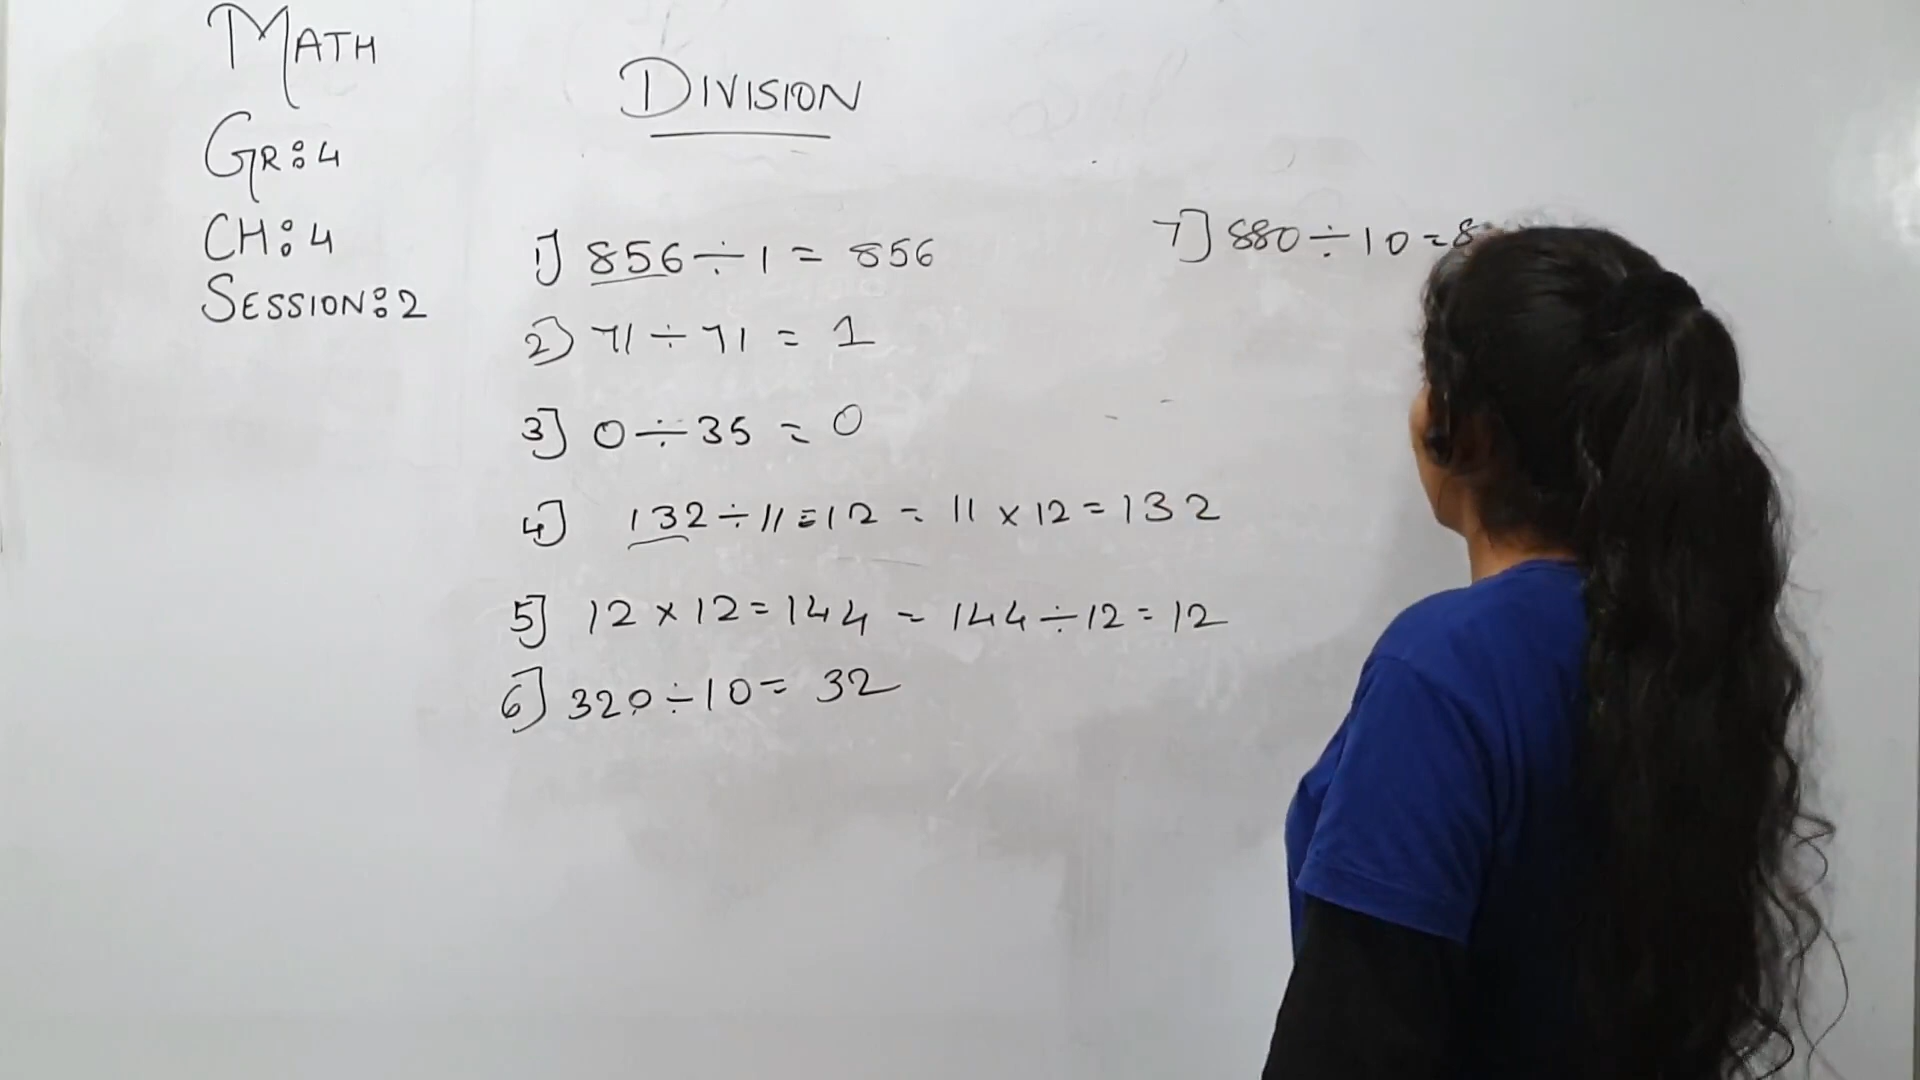 MATH
GR:4
CH:4
SESSION:2
DIVISION
1] 856 ÷ 1 = 856
2] 71 ÷ 71 = 1
3] 0 ÷ 35 = 0
4] 132 ÷ 11 = 12 = 11 × 12 = 132
5] 12 × 12 = 144 = 144 ÷ 12 = 12
6] 320 ÷ 10 = 32
7] 880 ÷ 10 = 8